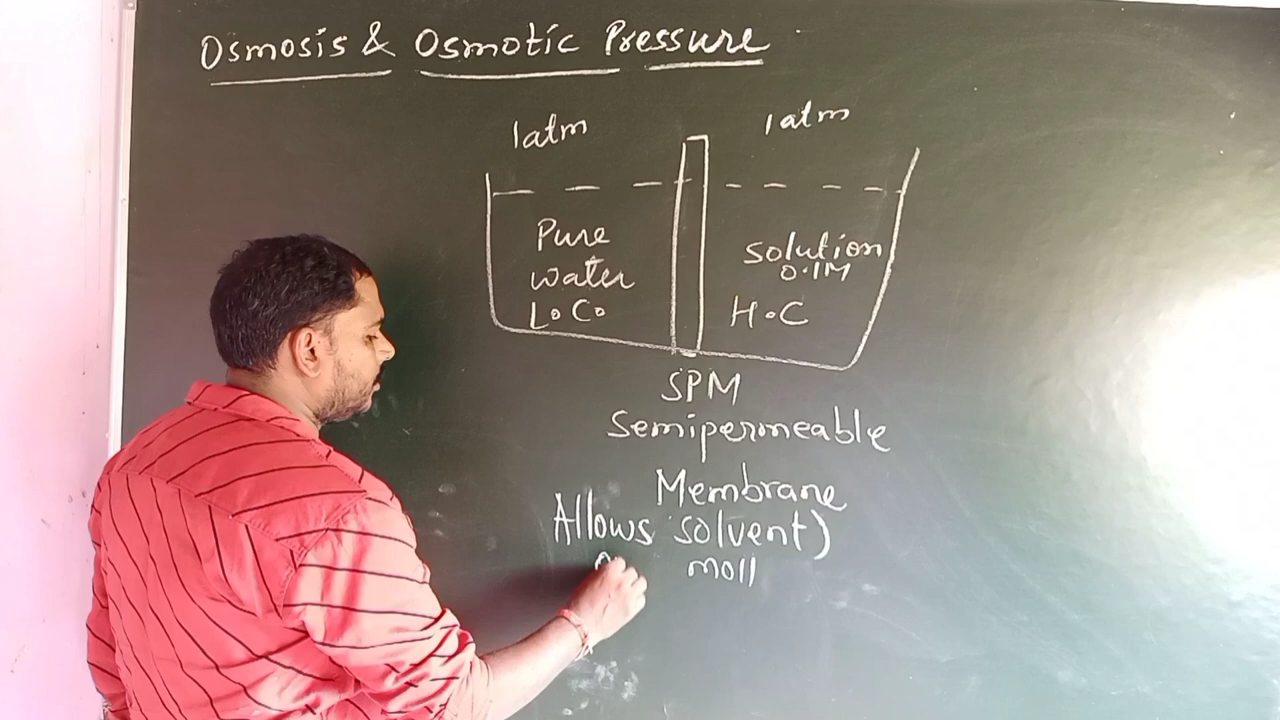 Osmosis & Osmotic Pressure
1atm
1atm
Pure
water
L.C.
solution
0.1M
H.C
SPM
Semipermeable
Membrane
Allows solvent)
moll